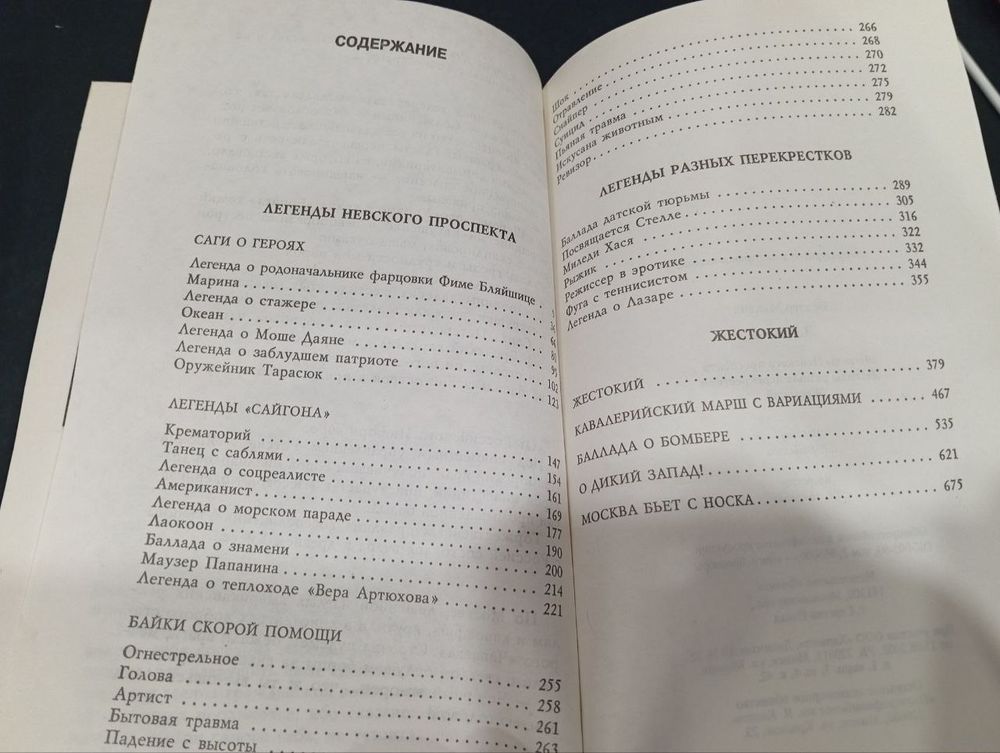 СОДЕРЖАНИЕ
ЛЕГЕНДЫ НЕВСКОГО ПРОСПЕКТА
САГИ О ГЕРОЯХ
Легенда о родоначальнике фарцовки Фиме Бляйшице
Марина
Легенда о стажере
Океан
Легенда о Моше Даяне
Легенда о заблудшем патриоте 102
Оружейник Тарасюк 123
ЛЕГЕНДЫ «САЙГОНА»
Крематорий 147
Танец с саблями 154
Легенда о соцреалисте 161
Американист 169
Легенда о морском параде 177
Лаокоон 190
Баллада о знамени 200
Маузер Папанина 214
Легенда о теплоходе «Вера Артюхова» 221
БАЙКИ СКОРОЙ ПОМОЩИ
Огнестрельное 255
Голова 258
Артист 261
Бытовая травма 263
Падение с высоты
266
Шок 268
Отравление 270
Снайпер 272
Суицид 275
Пьяная травма 279
Искусана животным 282
Ревизор
ЛЕГЕНДЫ РАЗНЫХ ПЕРЕКРЕСТКОВ
Баллада датской тюрьмы 289
Посвящается Стелле 305
Миледи Хася 316
Рыжик 322
Режиссер в эротике 332
Фуга с теннисистом 344
Легенда о Лазаре 355
ЖЕСТОКИЙ
ЖЕСТОКИЙ 379
КАВАЛЕРИЙСКИЙ МАРШ С ВАРИАЦИЯМИ 467
БАЛЛАДА О БОМБЕРЕ 535
О ДИКИЙ ЗАПАД! 621
МОСКВА БЬЕТ С НОСКА 675